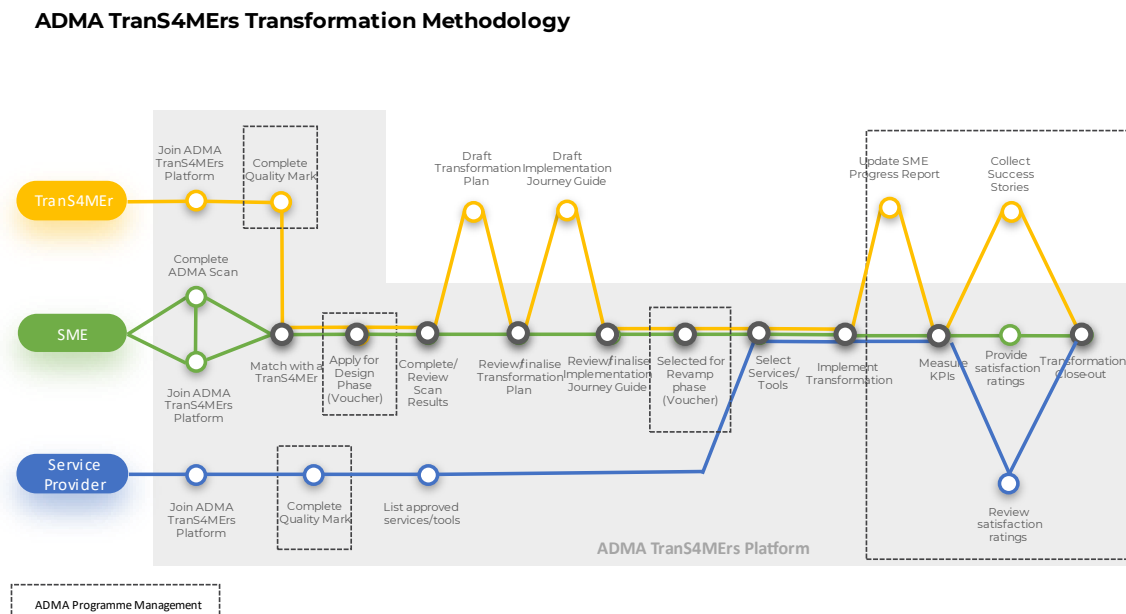 ADMA TranS4MErs Transformation Methodology
TranS4MEr
Join ADMA
TranS4MErs
Platform
Complete
Quality Mark
Draft
Transformation
Plan
Draft
Implementation
Journey Guide
Update SME
Progress Report
Collect
Success
Stories
SME
Complete
ADMA Scan
Join ADMA
TranS4MErs
Platform
Match with a
TranS4MEr
Apply for
Design
Phase
(Voucher)
Complete/
Review
Scan
Results
Review/finalise
Transformation
Plan
Review/finalise
Implementation
Journey Guide
Selected for
Revamp
phase
(Voucher)
Select
Services/
Tools
Implement
Transformation
Measure
KPIs
Provide
satisfaction
ratings
Transformation
Close-out
Service
Provider
Join ADMA
TranS4MErs
Platform
Complete
Quality Mark
List approved
services/tools
Review
satisfaction
ratings
ADMA TranS4MErs Platform
ADMA Programme Management